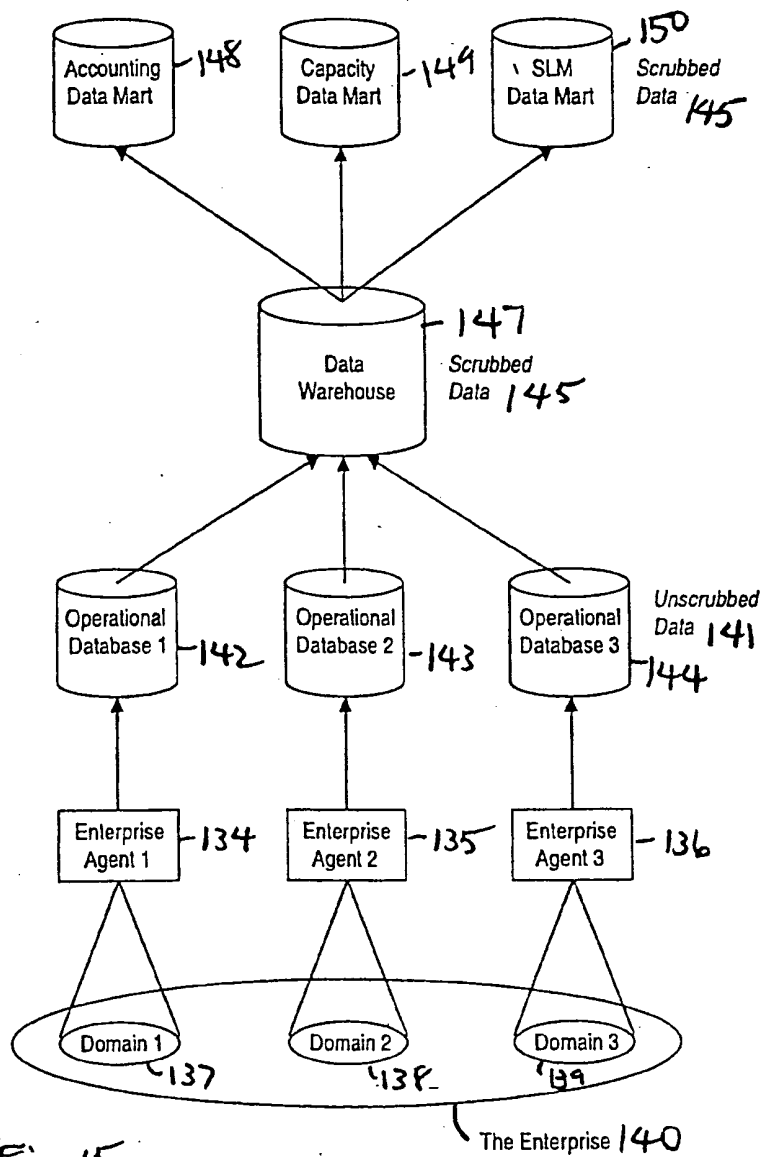 Accounting
Data Mart
148
Capacity
Data Mart
149
SLM
Data Mart
150
Scrubbed
Data 145
Data
Warehouse
147
Scrubbed
Data 145
Operational
Database 1
142
Operational
Database 2
143
Operational
Database 3
144
Unscrubbed
Data 141
Enterprise
Agent 1
134
Enterprise
Agent 2
135
Enterprise
Agent 3
136
Domain 1
137
Domain 2
138
Domain 3
139
The Enterprise 140